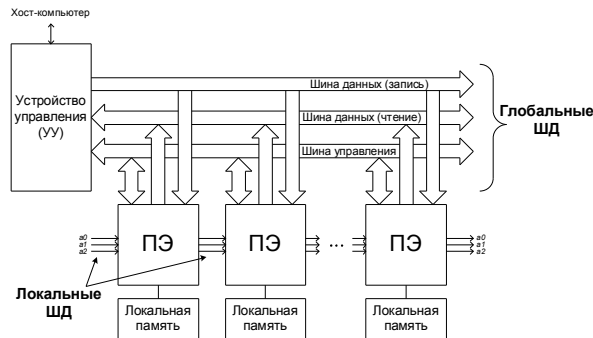 Хост-компьютер
Устройство
управления
(УУ)
Шина данных (запись)
Шина данных (чтение)
Шина управления
Глобальные
ШД
a0
a1
a2
ПЭ
ПЭ
...
ПЭ
a0
a1
a2
Локальные
ШД
Локальная
память
Локальная
память
Локальная
память